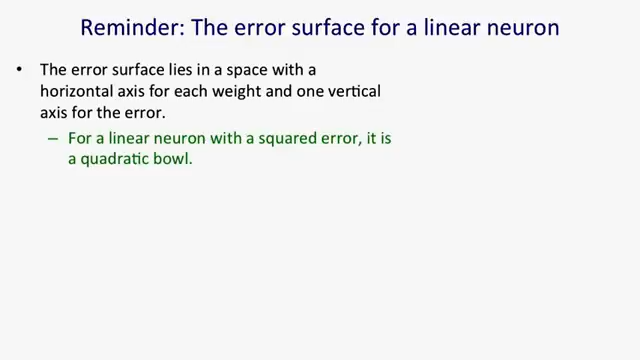 Reminder: The error surface for a linear neuron
• The error surface lies in a space with a
horizontal axis for each weight and one vertical
axis for the error.
– For a linear neuron with a squared error, it is
a quadratic bowl.